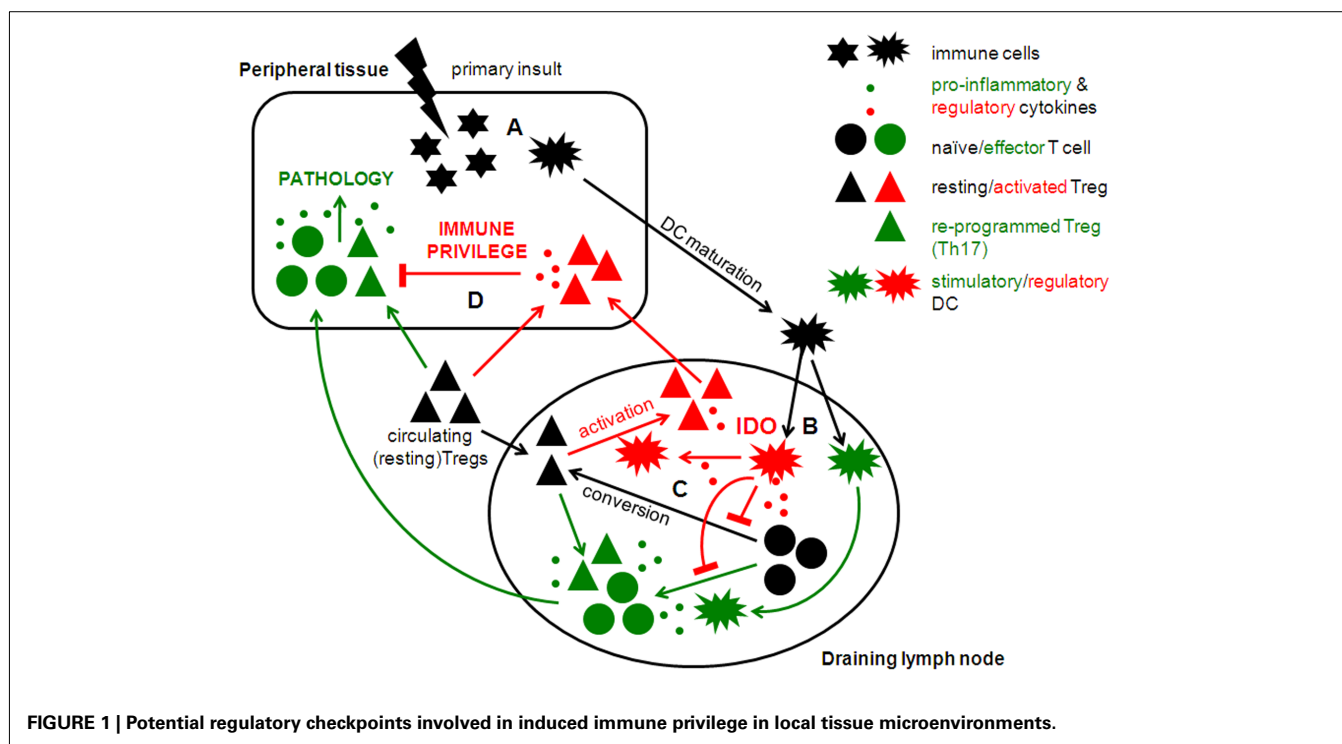 Peripheral tissue
primary insult
A
PATHOLOGY
IMMUNE
PRIVILEGE
D
DC maturation
circulating
(resting)Tregs
activation
IDO
B
C
conversion
Draining lymph node
immune cells
pro-inflammatory &
regulatory cytokines
naïve/effector T cell
resting/activated Treg
re-programmed Treg
(Th17)
stimulatory/regulatory
DC
FIGURE 1 | Potential regulatory checkpoints involved in induced immune privilege in local tissue microenvironments.